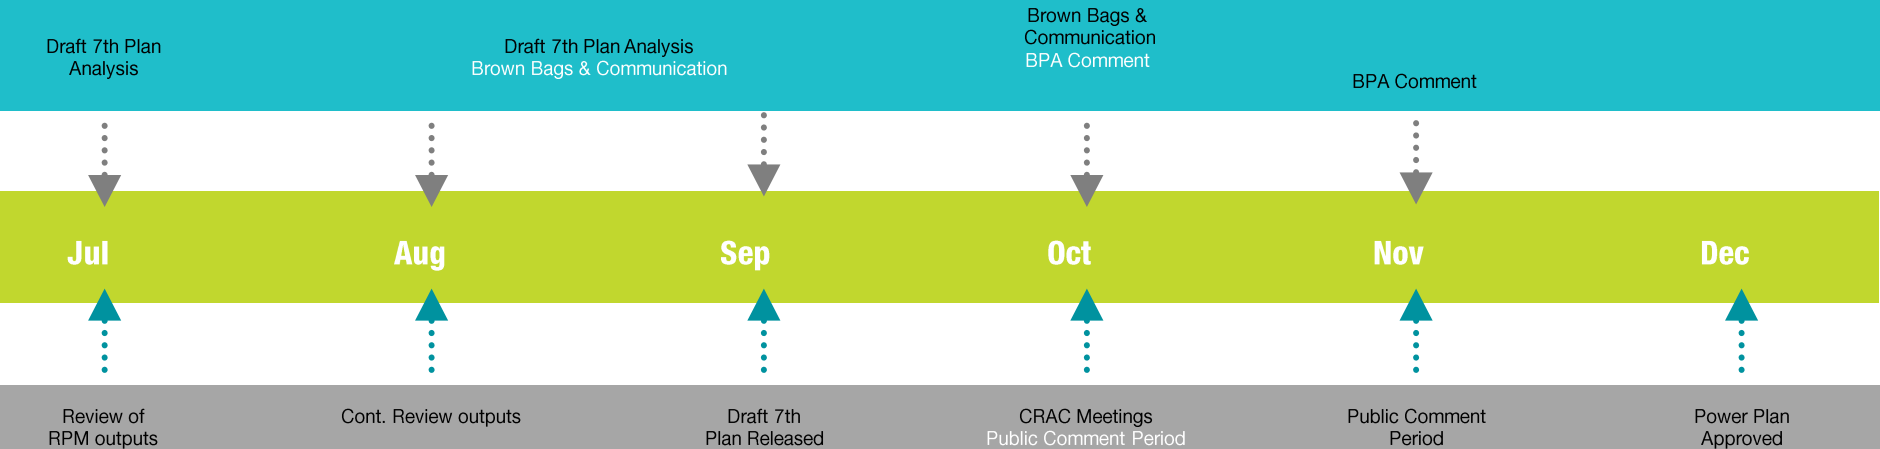 Draft 7th Plan
Analysis
Draft 7th Plan Analysis
Brown Bags & Communication
Brown Bags &
Communication
BPA Comment
BPA Comment
Jul
Aug
Sep
Oct
Nov
Dec
Review of
RPM outputs
Cont. Review outputs
Draft 7th
Plan Released
CRAC Meetings
Public Comment Period
Public Comment
Period
Power Plan
Approved